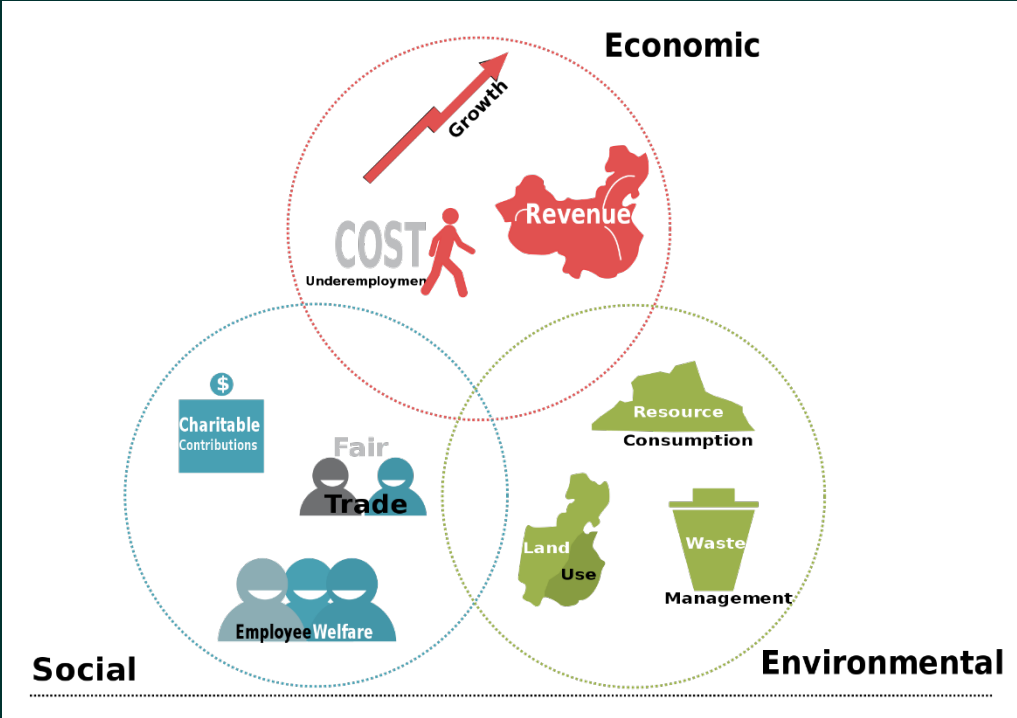 Economic
Growth
Revenue
COST
Underemploymen
$
Charitable
Contributions
Fair
Trade
Employee Welfare
Resource
Consumption
Land
Use
Waste
Management
Social
Environmental